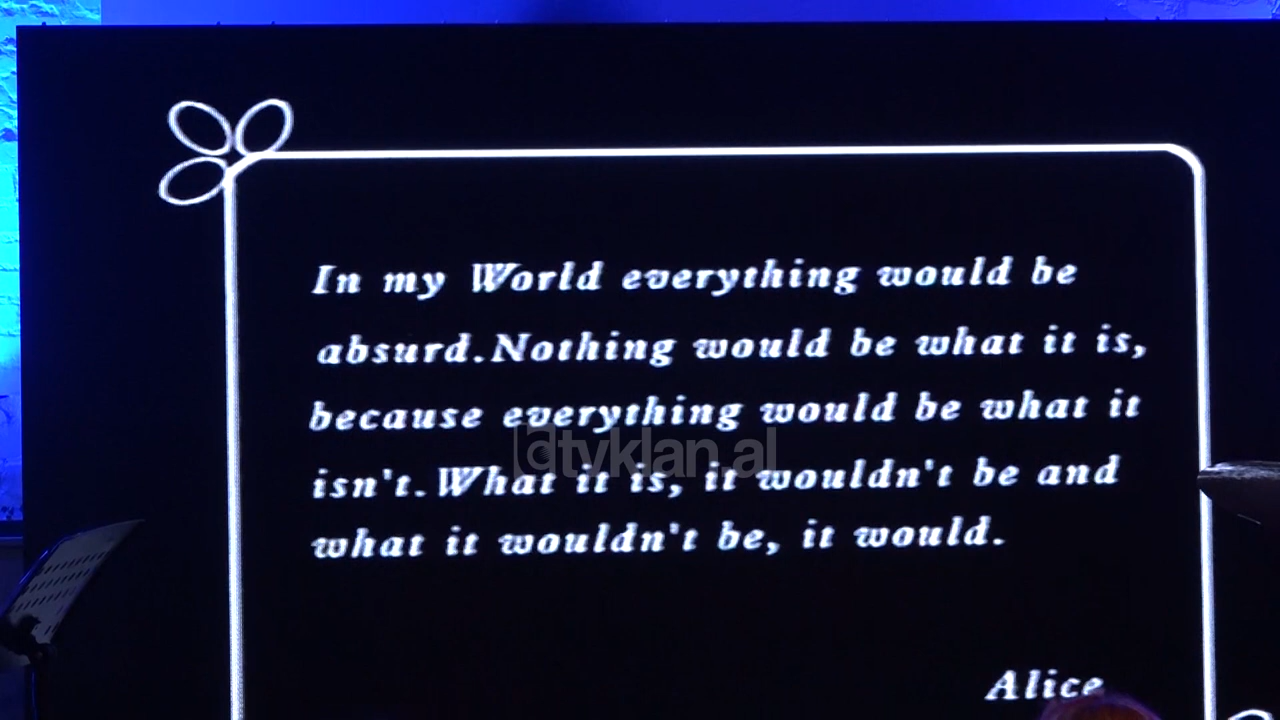 In my World everything would be
absurd.Nothing would be what it is,
because everything would be what it
isn't.What it is, it wouldn't be and
what it wouldn't be, it would.
Alice
tvklan.al